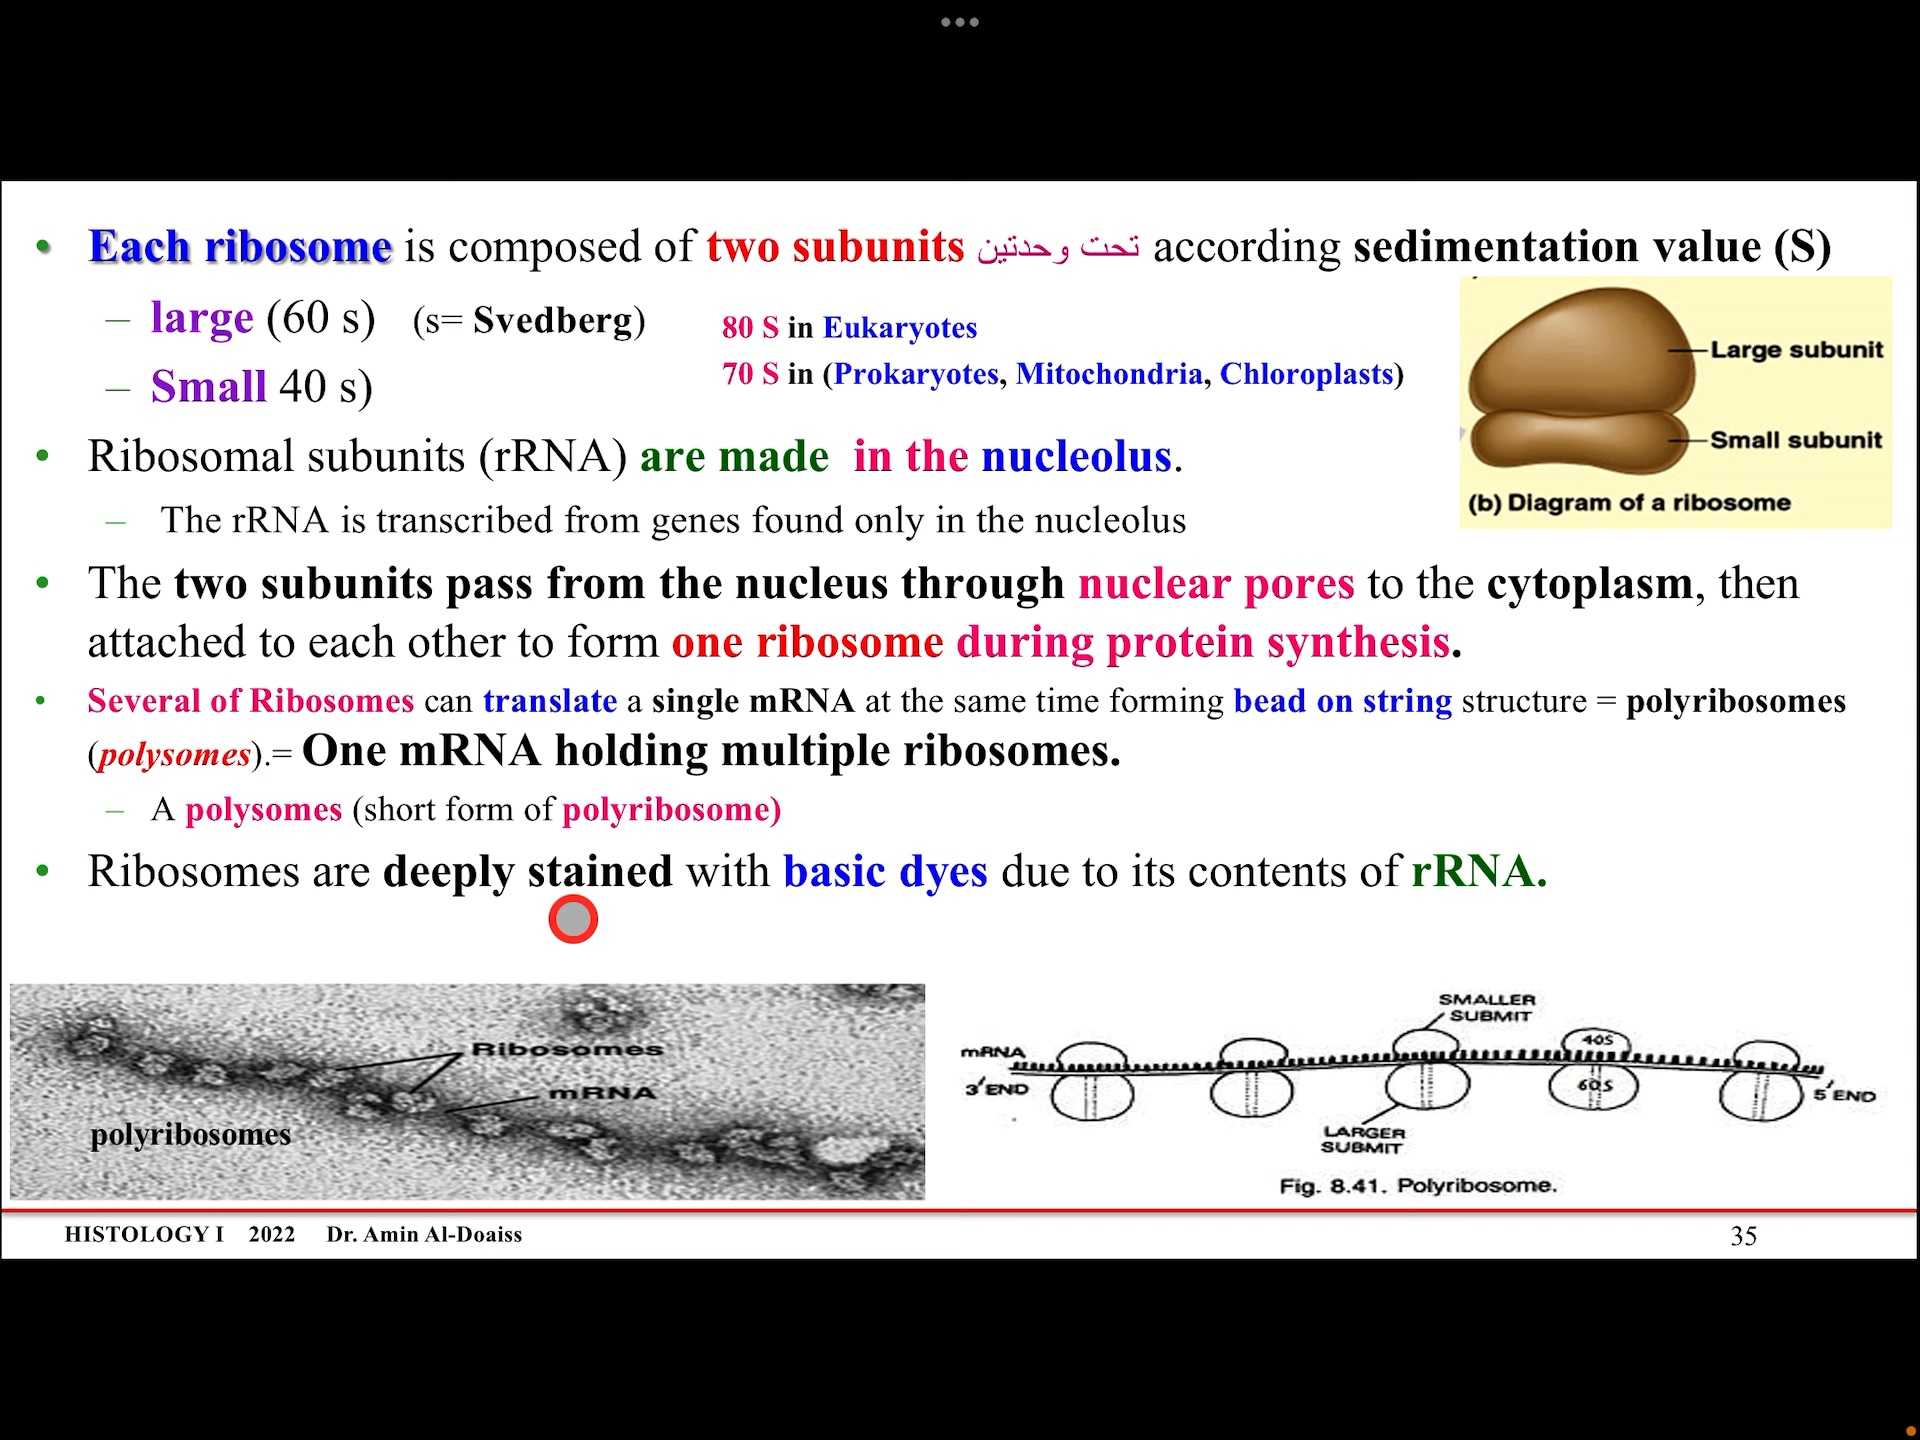 • Each ribosome is composed of two subunits تحت وحدتين according sedimentation value (S)
– large (60 s) (s= Svedberg)
80 S in Eukaryotes
– Small 40 s)
70 S in (Prokaryotes, Mitochondria, Chloroplasts)
Large subunit
Small subunit
(b) Diagram of a ribosome
• Ribosomal subunits (rRNA) are made in the nucleolus.
– The rRNA is transcribed from genes found only in the nucleolus
• The two subunits pass from the nucleus through nuclear pores to the cytoplasm, then
attached to each other to form one ribosome during protein synthesis.
• Several of Ribosomes can translate a single mRNA at the same time forming bead on string structure = polyribosomes
(polysomes).= One mRNA holding multiple ribosomes.
– A polysomes (short form of polyribosome)
• Ribosomes are deeply stained with basic dyes due to its contents of rRNA.
Ribosomes
mRNA
polyribosomes
SMALLER
SUBMIT
mRNA
40S
3' END
60S
5' END
LARGER
SUBMIT
Fig. 8.41. Polyribosome.
HISTOLOGY I 2022 Dr. Amin Al-Doaiss
35